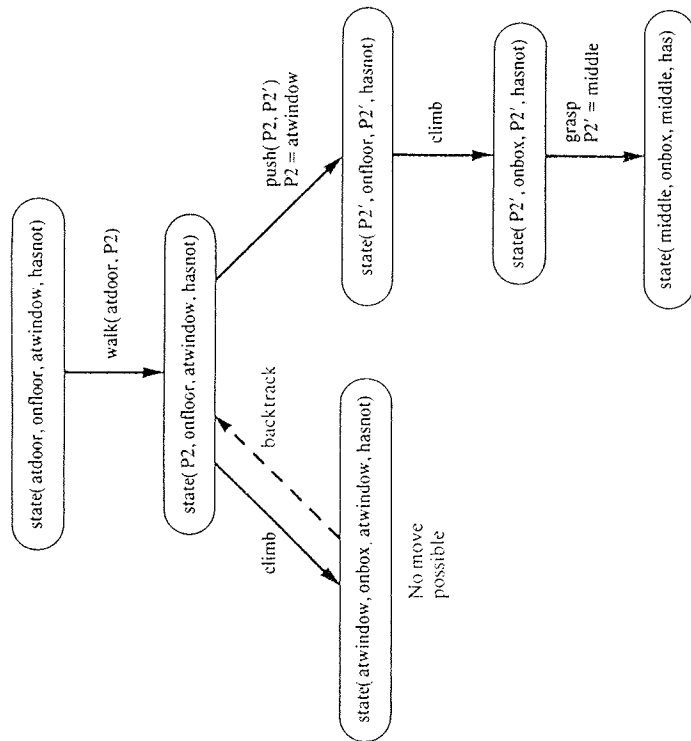 state( atdoor, onfloor, atwindow, hasnot)
walk( atdoor, P2)
state( P2, onfloor, atwindow, hasnot)
climb
backtrack
push( P2, P2′)
P2 = atwindow
state( atwindow, onbox, atwindow, hasnot)
No move
possible
state( P2′, onfloor, P2′, hasnot)
climb
state( P2′, onbox, P2′, hasnot)
grasp
P2′ = middle
state( middle, onbox, middle, has)